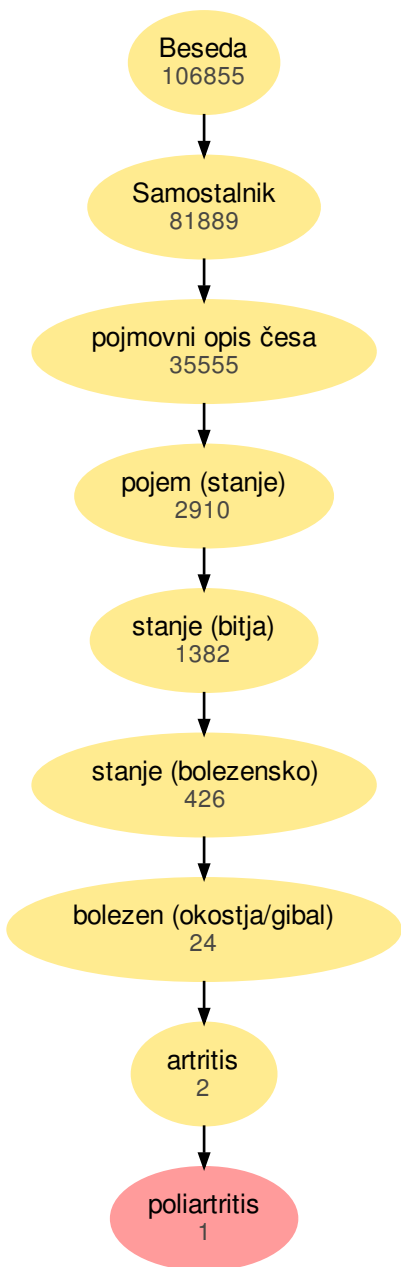 Beseda
106855
Samostalnik
81889
pojmovni opis česa
35555
pojem (stanje)
2910
stanje (bitja)
1382
stanje (bolezensko)
426
bolezen (okostja/gibal)
24
artritis
2
poliartritis
1